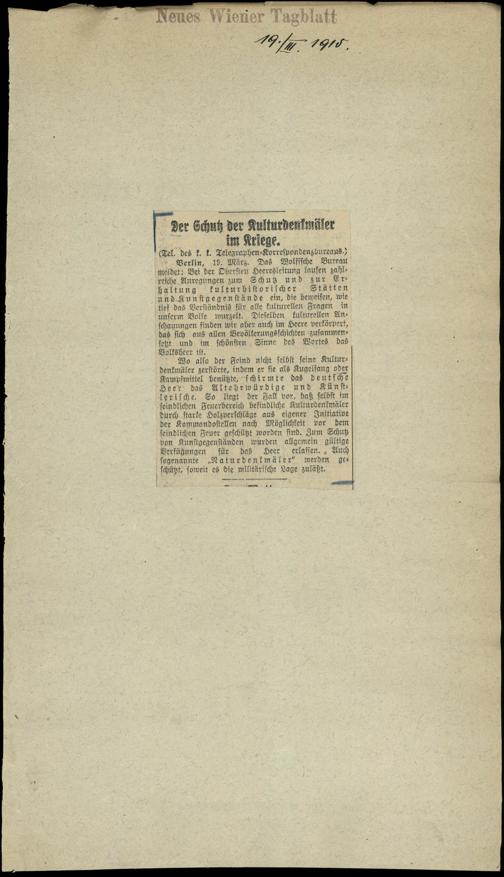 Neues Wiener Tagblatt
19./III. 1915.
Der Schutz der Kulturdenkmäler
im Kriege.
(Tel. des k. k. Telegraphen-Korrespondenzbureaus.)
Berlin, 19. März. Das Wolffsche Bureau
meldet: Bei der Obersten Heeresleitung laufen zahl-
reiche Anregungen zum Schutz und zur Er-
haltung kulturhistorischer Stätten
und Kunstgegenstände ein, die beweisen, wie
tief das Verständnis für alle kulturellen Fragen in
unserm Volke wurzelt. Dieselben kulturellen An-
schauungen finden wir aber auch im Heere verkörpert,
das sich aus allen Bevölkerungsschichten zusammen-
setzt und im schönsten Sinne des Wortes das
Volksheer ist.
Wo also der Feind nicht selbst seine Kultur-
denkmäler zerstörte, indem er sie als Kugelfang oder
Kampfmittel benützte, schirmte das deutsche
Heer das Altehrwürdige und Künst-
lerische. So liegt der Fall vor, daß selbst im
feindlichen Feuerbereich befindliche Kulturdenkmäler
durch starke Holzverschläge aus eigener Initiative
der Kommandostellen nach Möglichkeit vor dem
feindlichen Feuer geschützt worden sind. Zum Schutz
von Kunstgegenständen wurden allgemein gültige
Verfügungen für das Heer erlassen. Auch
sogenannte „Naturdenkmäler" werden ge-
schützt, soweit es die militärische Lage zuläßt.